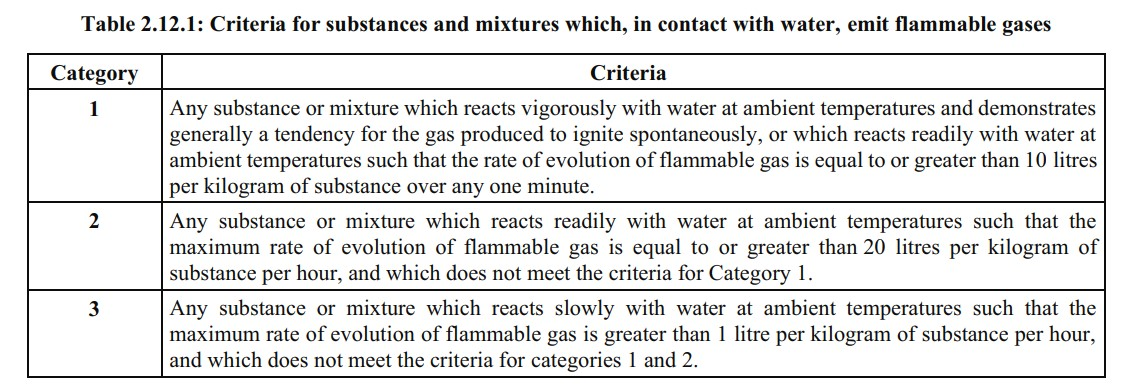 Table 2.12.1: Criteria for substances and mixtures which, in contact with water, emit flammable gases
Category
Criteria
1
Any substance or mixture which reacts vigorously with water at ambient temperatures and demonstrates
generally a tendency for the gas produced to ignite spontaneously, or which reacts readily with water at
ambient temperatures such that the rate of evolution of flammable gas is equal to or greater than 10 litres
per kilogram of substance over any one minute.
2
Any substance or mixture which reacts readily with water at ambient temperatures such that the
maximum rate of evolution of flammable gas is equal to or greater than 20 litres per kilogram of
substance per hour, and which does not meet the criteria for Category 1.
3
Any substance or mixture which reacts slowly with water at ambient temperatures such that the
maximum rate of evolution of flammable gas is greater than 1 litre per kilogram of substance per hour,
and which does not meet the criteria for categories 1 and 2.